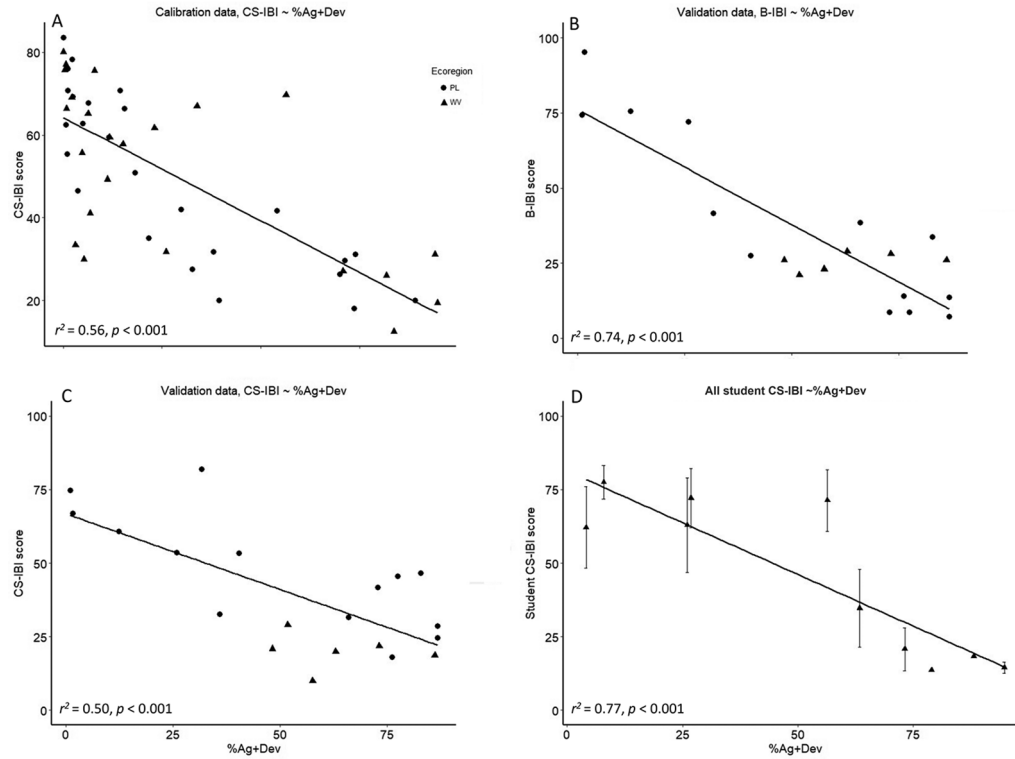 A
Calibration data, CS-IBI ~ %Ag+Dev
CS-IBI score
80
60
40
20
Ecoregion
PL
WV
r² = 0.56, p < 0.001
B
Validation data, B-IBI ~ %Ag+Dev
B-IBI score
100
75
50
25
0
r² = 0.74, p < 0.001
C
Validation data, CS-IBI ~ %Ag+Dev
CS-IBI score
100
75
50
25
0
r² = 0.50, p < 0.001
0 25 50 75
%Ag+Dev
D
All student CS-IBI ~%Ag+Dev
Student CS-IBI score
100
75
50
25
0
r² = 0.77, p < 0.001
0 25 50 75
%Ag+Dev